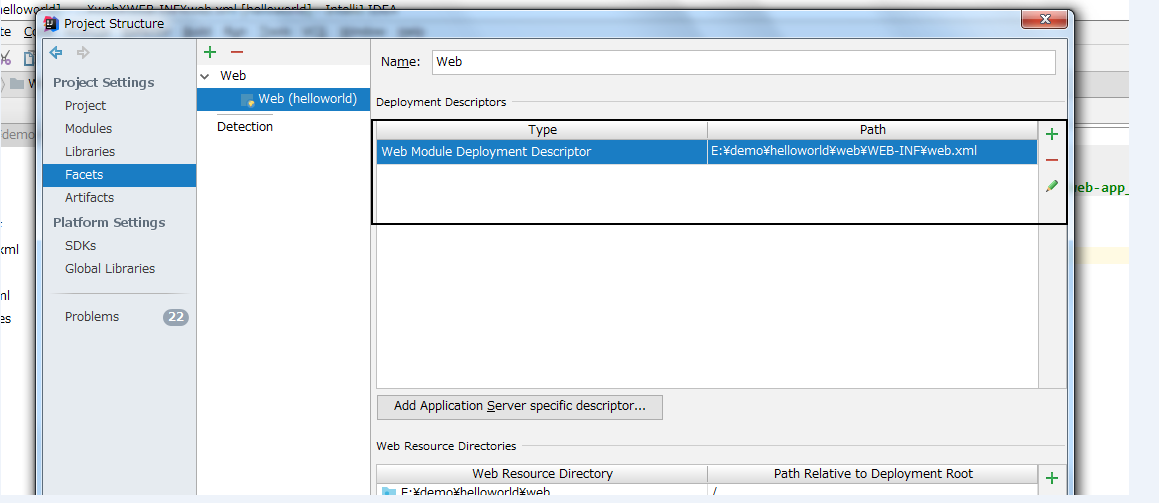 Project Structure
Project Settings
Project
Modules
Libraries
Facets
Artifacts
Platform Settings
SDKs
Global Libraries
Problems 22
Web
Web (helloworld)
Detection
Name: Web
Deployment Descriptors
Type Path
Web Module Deployment Descriptor E:¥demo¥helloworld¥web¥WEB-INF¥web.xml
Add Application Server specific descriptor...
Web Resource Directories
Web Resource Directory Path Relative to Deployment Root
E:¥demo¥helloworld¥web /